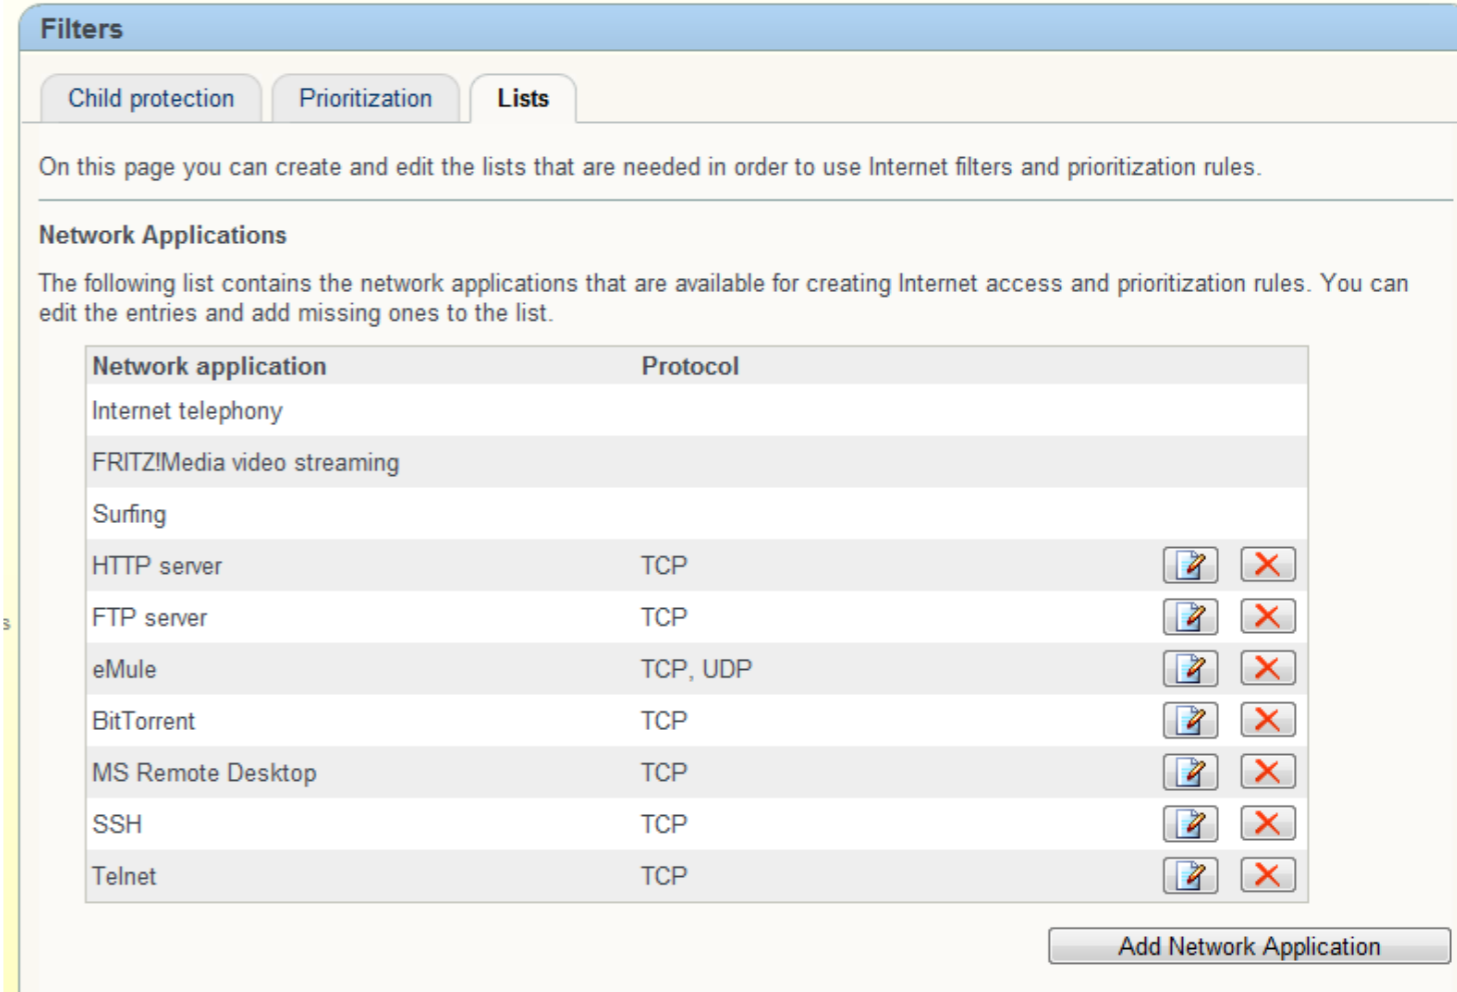 Filters
Child protection
Prioritization
Lists
On this page you can create and edit the lists that are needed in order to use Internet filters and prioritization rules.
Network Applications
The following list contains the network applications that are available for creating Internet access and prioritization rules. You can
edit the entries and add missing ones to the list.
Network application Protocol
Internet telephony
FRITZ!Media video streaming
Surfing
HTTP server TCP
FTP server TCP
s
eMule TCP, UDP
BitTorrent TCP
MS Remote Desktop TCP
SSH TCP
Telnet TCP
Add Network Application